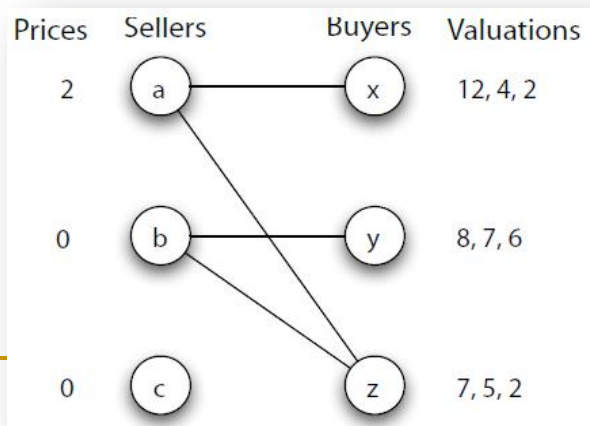 Prices Sellers Buyers Valuations
2 a x 12, 4, 2
0 b y 8, 7, 6
0 c z 7, 5, 2